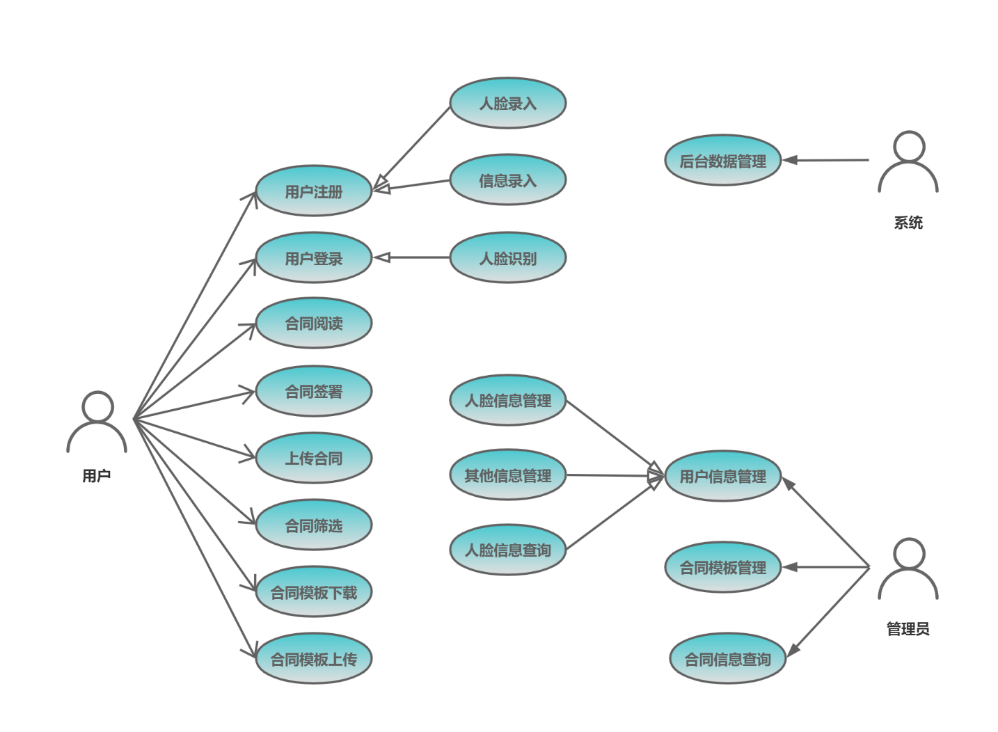 人脸录入
后台数据管理
用户注册
信息录入
系统
用户登录
人脸识别
合同阅读
合同签署
人脸信息管理
上传合同
用户
其他信息管理
用户信息管理
合同筛选
人脸信息查询
合同模板管理
合同模板下载
管理员
合同模板上传
合同信息查询